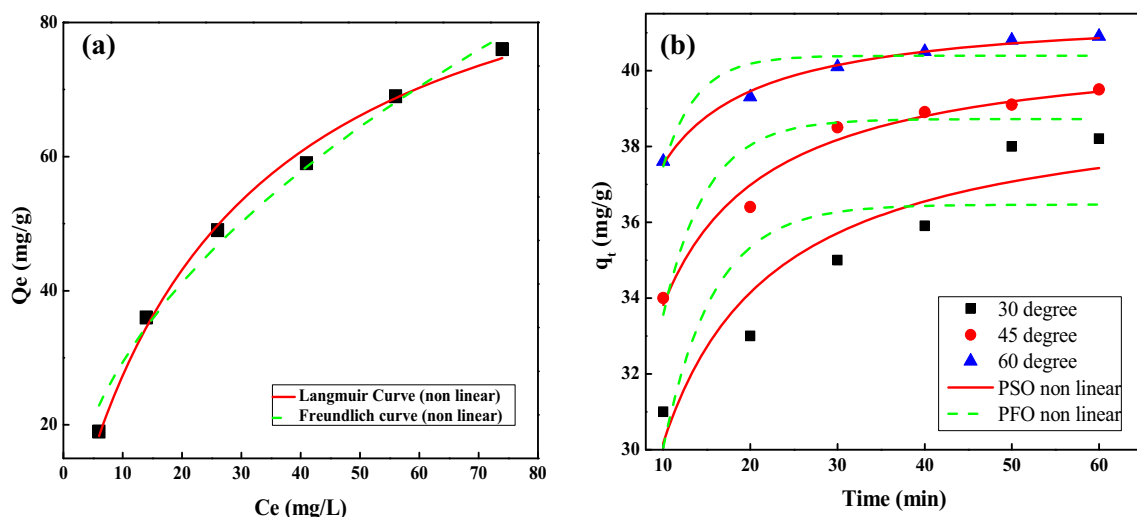 (a)
Qe (mg/g)
80
60
40
20
Langmuir Curve (non linear)
Freundlich curve (non linear)
0 10 20 30 40 50 60 70 80
Ce (mg/L)
(b)
q_t (mg/g)
40
38
36
34
32
30
30 degree
45 degree
60 degree
PSO non linear
PFO non linear
10 20 30 40 50 60
Time (min)